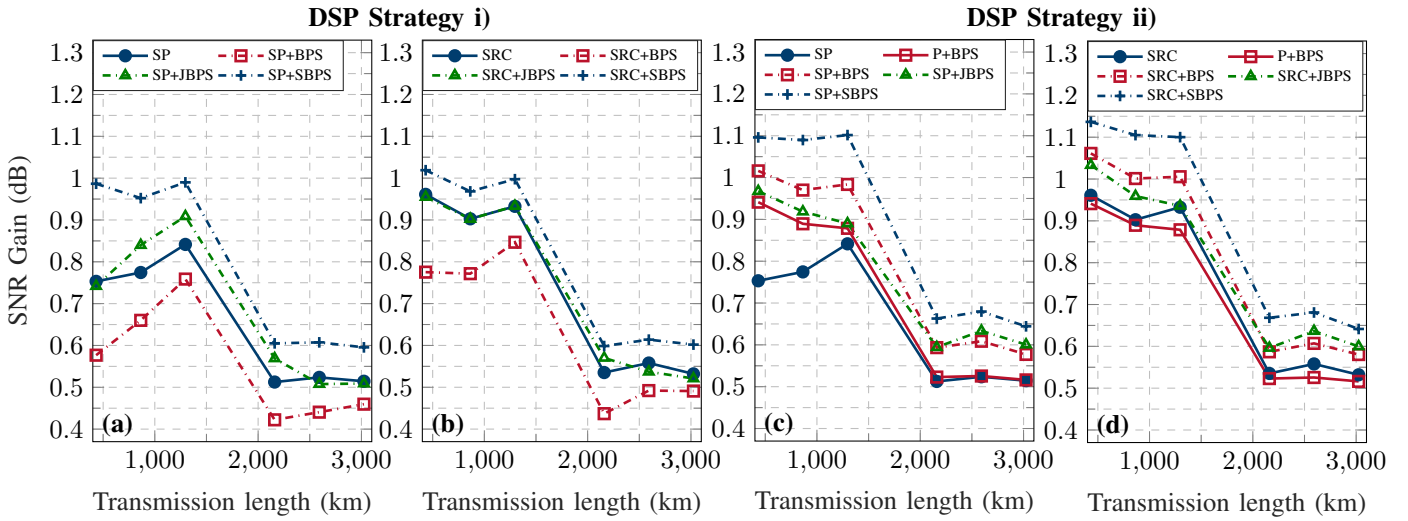 DSP Strategy i)
DSP Strategy ii)
SNR Gain (dB)
1.3
1.2
1.1
1
0.9
0.8
0.7
0.6
0.5
0.4
SP
SP+BPS
SP+JBPS
SP+SBPS
(a)
1,000
2,000
3,000
Transmission length (km)
1.3
1.2
1.1
1
0.9
0.8
0.7
0.6
0.5
0.4
SRC
SRC+BPS
SRC+JBPS
SRC+SBPS
(b)
1,000
2,000
3,000
Transmission length (km)
1.3
1.2
1.1
1
0.9
0.8
0.7
0.6
0.5
0.4
SP
P+BPS
SP+BPS
SP+JBPS
SP+SBPS
(c)
1,000
2,000
3,000
Transmission length (km)
1.3
1.2
1.1
1
0.9
0.8
0.7
0.6
0.5
0.4
SRC
P+BPS
SRC+BPS
SRC+JBPS
SRC+SBPS
(d)
1,000
2,000
3,000
Transmission length (km)